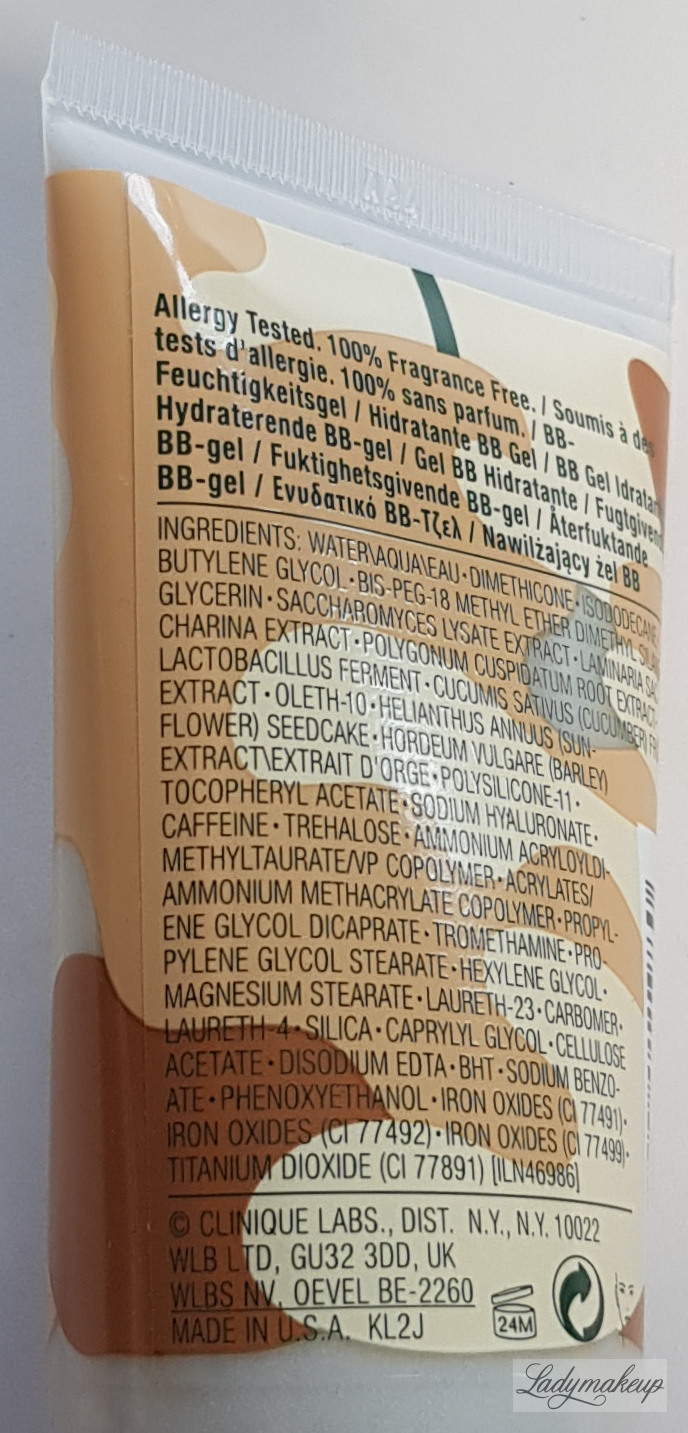 Allergy Tested. 100% Fragrance Free. / Soumis à des
tests d'allergie. 100% sans parfum. / BB-
Feuchtigkeitsgel / Hidratante BB Gel / BB Gel Idratan
Hydraterende BB-gel / Gel BB Hidratante / Fugtgivend
BB-gel / Fuktighetsgivende BB-gel / Återfuktande
BB-gel / Ενυδατικό BB-Τζελ / Nawilżający żel BB
INGREDIENTS: WATER\AQUA\EAU • DIMETHICONE • ISODODECANE
BUTYLENE GLYCOL • BIS-PEG-18 METHYL ETHER DIMETHYL
GLYCERIN • SACCHAROMYCES LYSATE EXTRACT • LAMINARIA SAC
CHARINA EXTRACT • POLYGONUM CUSPIDATUM ROOT EXTRACT
LACTOBACILLUS FERMENT • CUCUMIS SATIVUS (CUCUMBER) FR
EXTRACT • OLETH-10 • HELIANTHUS ANNUUS (SUN-
FLOWER) SEEDCAKE • HORDEUM VULGARE (BARLEY)
EXTRACT\EXTRAIT D'ORGE • POLYSILICONE-11 •
TOCOPHERYL ACETATE • SODIUM HYALURONATE •
CAFFEINE • TREHALOSE • AMMONIUM ACRYLOYLDI-
METHYLTAURATE/VP COPOLYMER • ACRYLATES/
AMMONIUM METHACRYLATE COPOLYMER • PROPYL-
ENE GLYCOL DICAPRATE • TROMETHAMINE • PRO-
PYLENE GLYCOL STEARATE • HEXYLENE GLYCOL •
MAGNESIUM STEARATE • LAURETH-23 • CARBOMER •
LAURETH-4 • SILICA • CAPRYLYL GLYCOL • CELLULOSE
ACETATE • DISODIUM EDTA • BHT • SODIUM BENZO-
ATE • PHENOXYETHANOL • IRON OXIDES (CI 77491) •
IRON OXIDES (CI 77492) • IRON OXIDES (CI 77499) •
TITANIUM DIOXIDE (CI 77891) [ILN46986]
© CLINIQUE LABS., DIST. N.Y., N.Y. 10022
WLB LTD, GU32 3DD, UK
WLBS NV, OEVEL BE-2260
MADE IN U.S.A. KL2J
24M
Ladymakeup